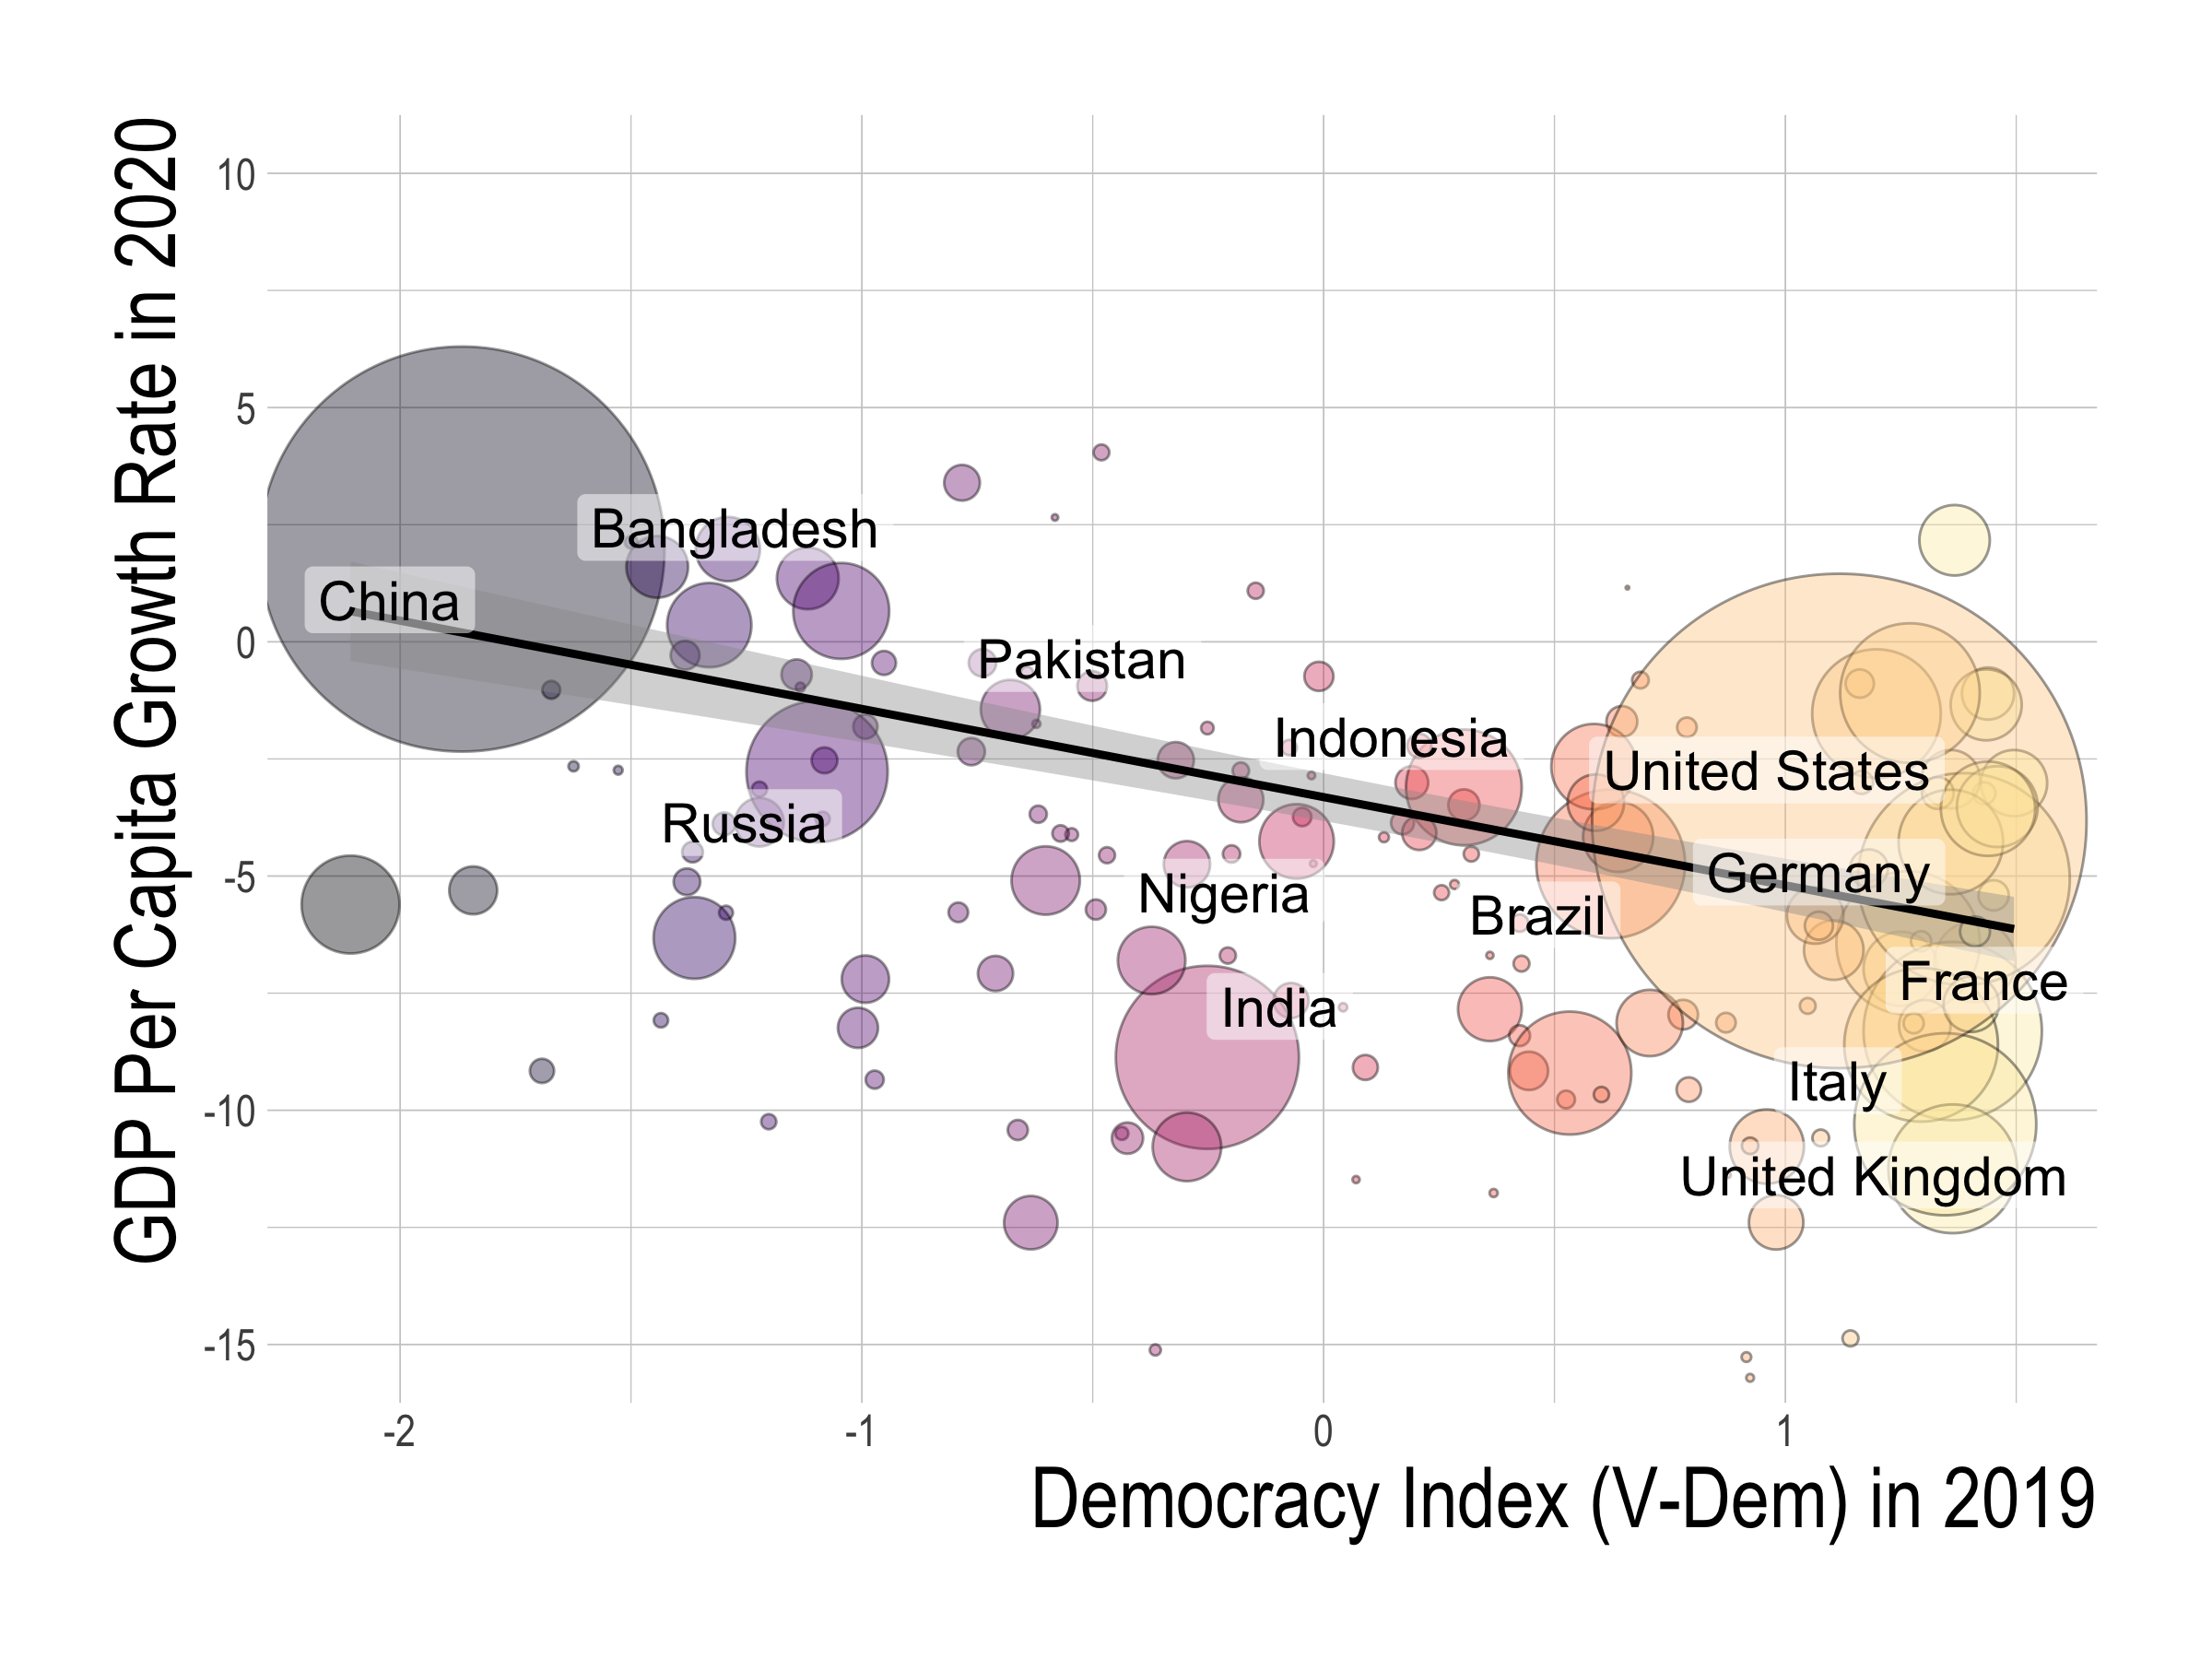 GDP Per Capita Growth Rate in 2020
10
5
0
-5
-10
-15
Bangladesh
China
Pakistan
Indonesia
United States
Russia
Germany
Nigeria
Brazil
France
India
Italy
United Kingdom
-2
-1
0
1
Democracy Index (V-Dem) in 2019